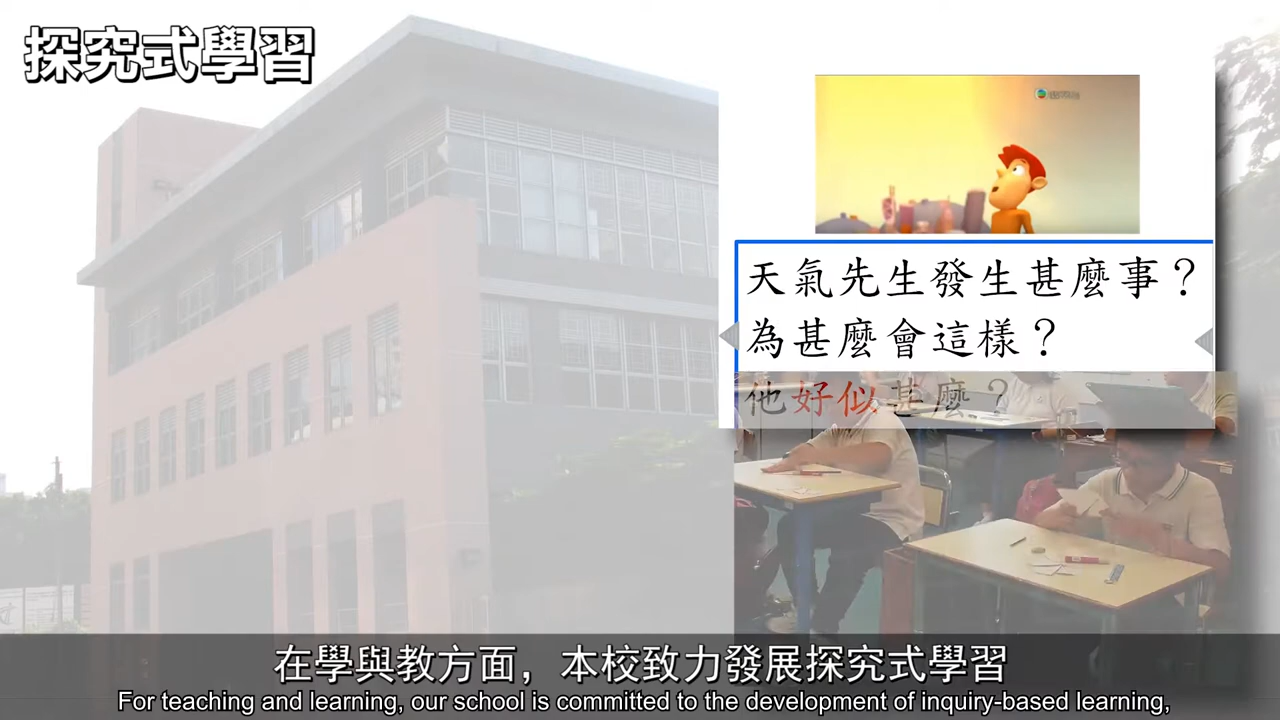 探究式學習
天氣先生發生甚麼事？
為甚麼會這樣？
他好似甚麼？
在學與教方面，本校致力發展探究式學習
For teaching and learning, our school is committed to the development of inquiry-based learning,